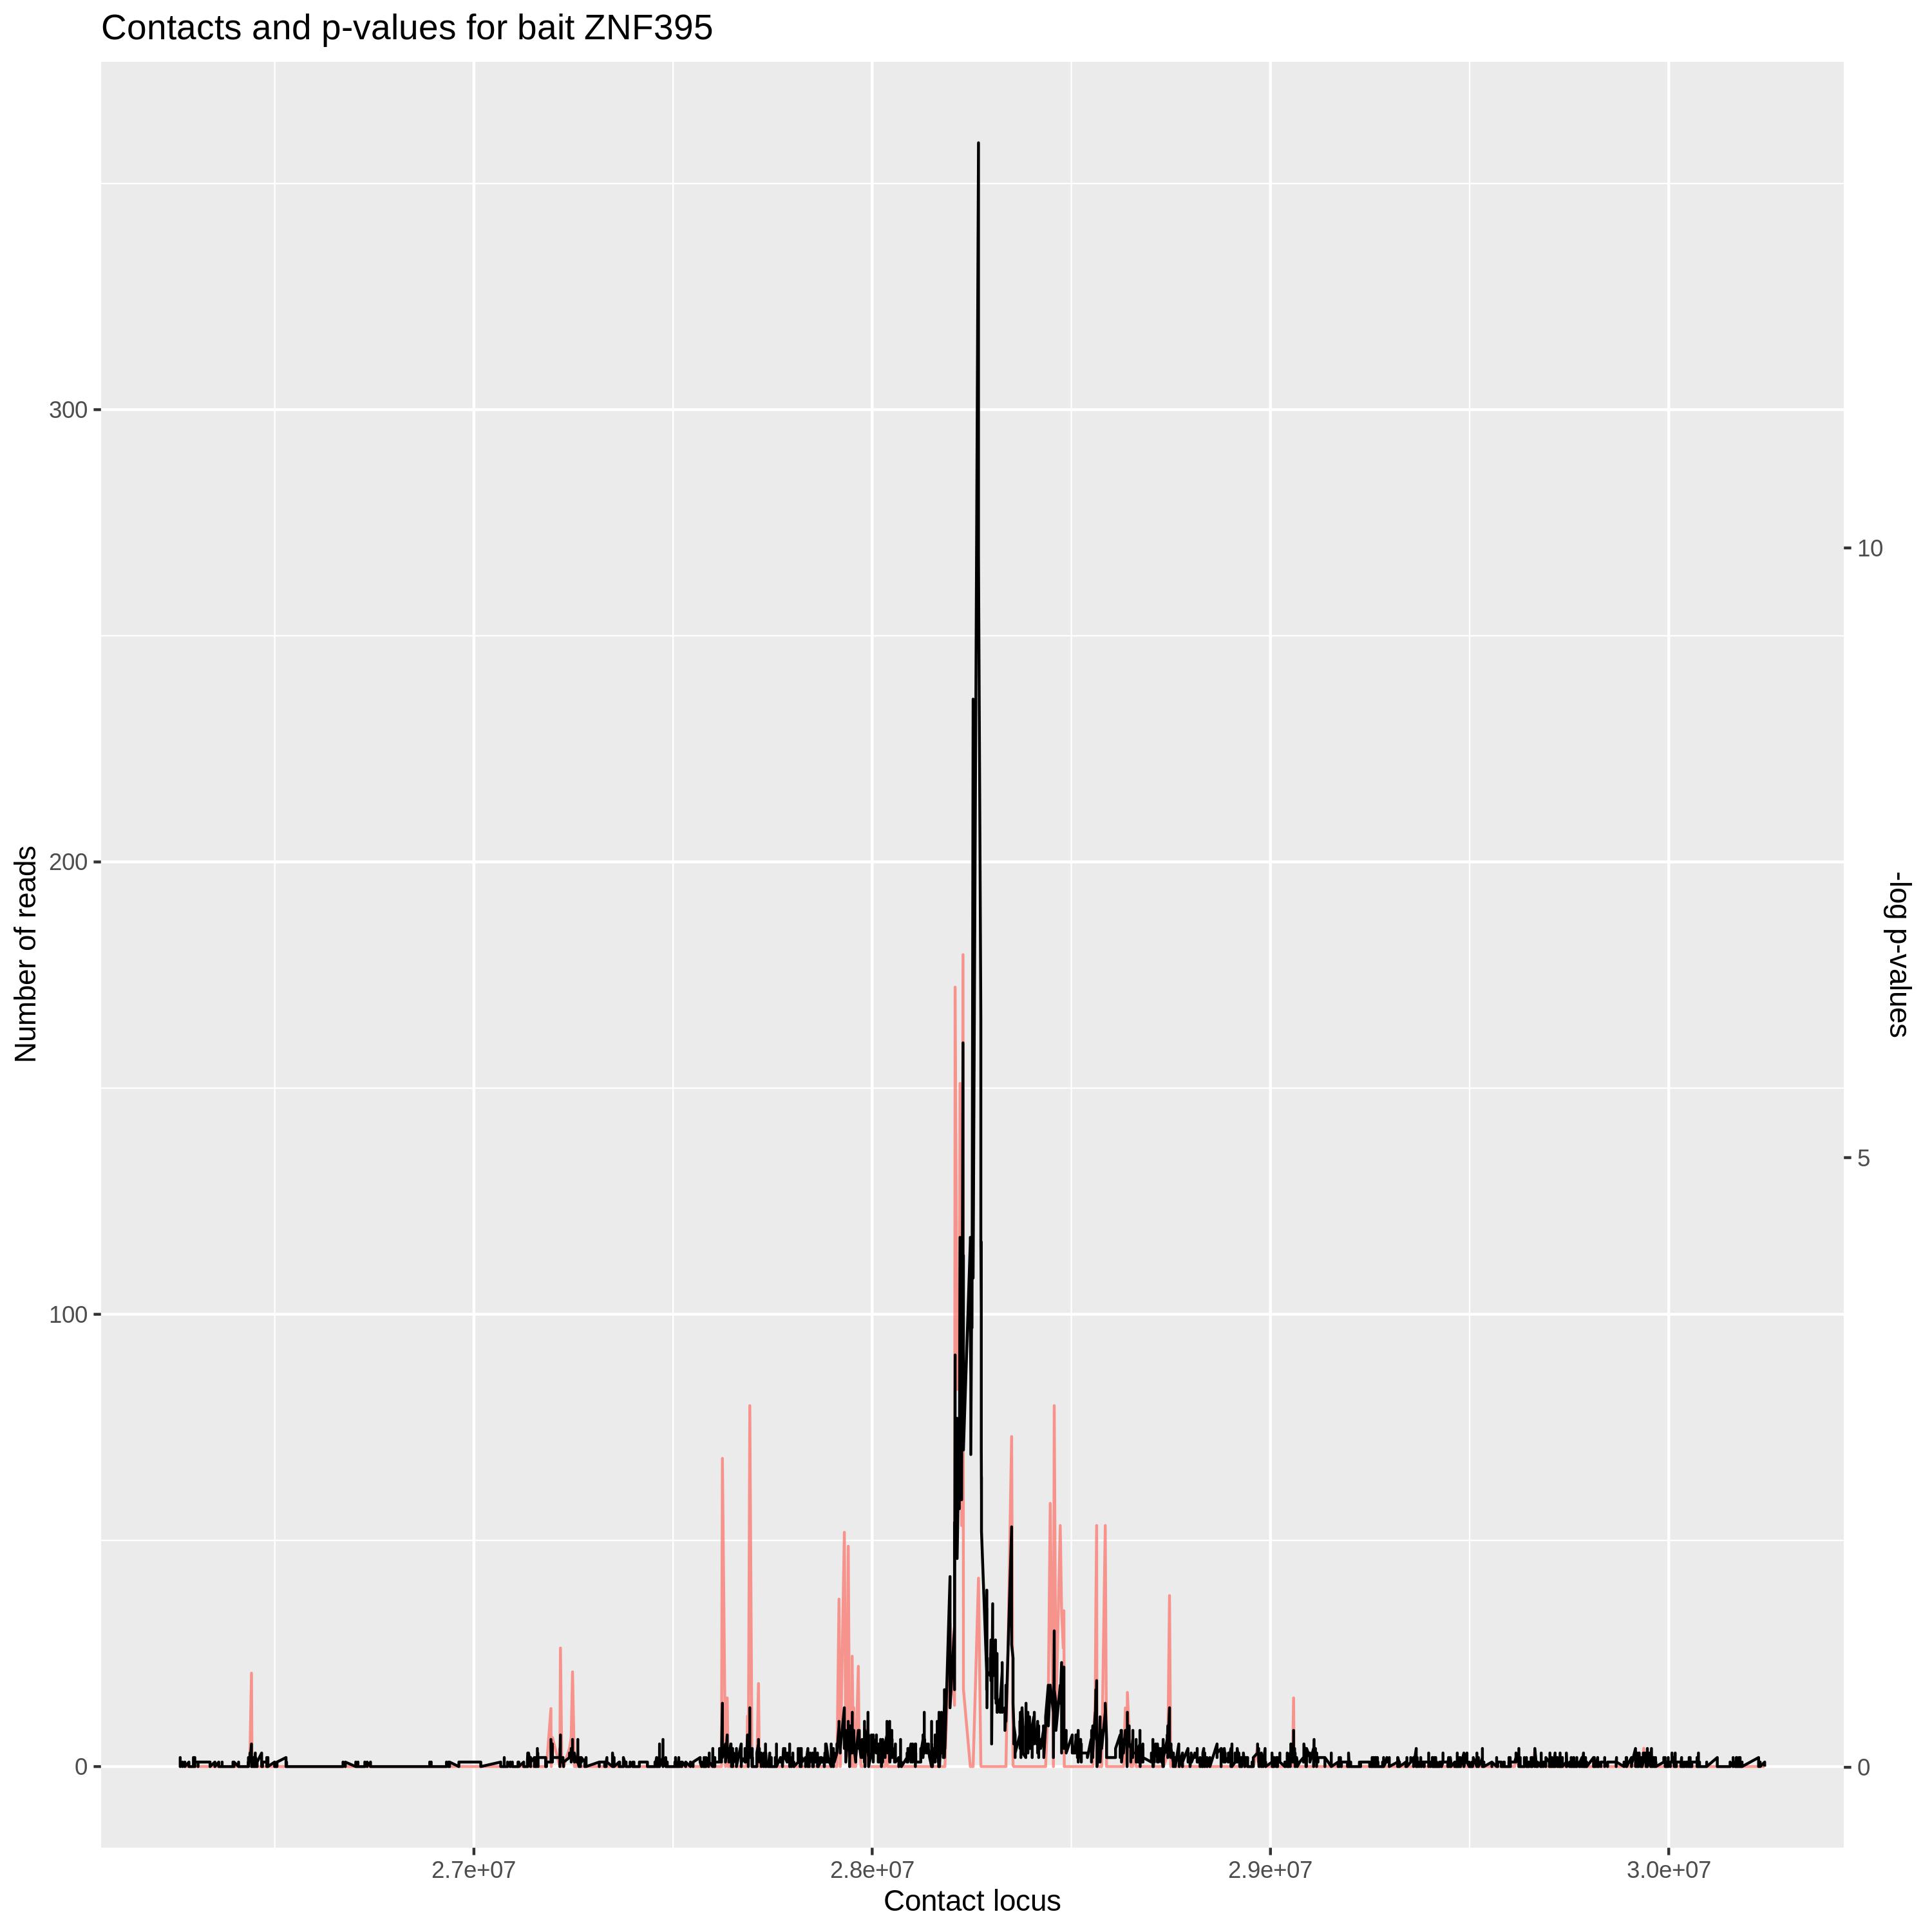 Contacts and p-values for bait ZNF395
Number of reads
300
200
100
0
10
5
0
-log p-values
2.7e+07
2.8e+07
2.9e+07
3.0e+07
Contact locus